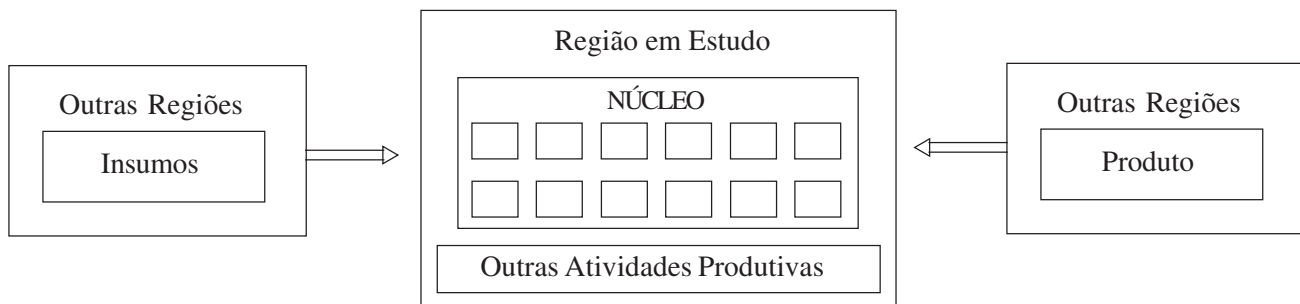 Outras Regiões
Insumos
Região em Estudo
NÚCLEO
Outras Atividades Produtivas
Outras Regiões
Produto